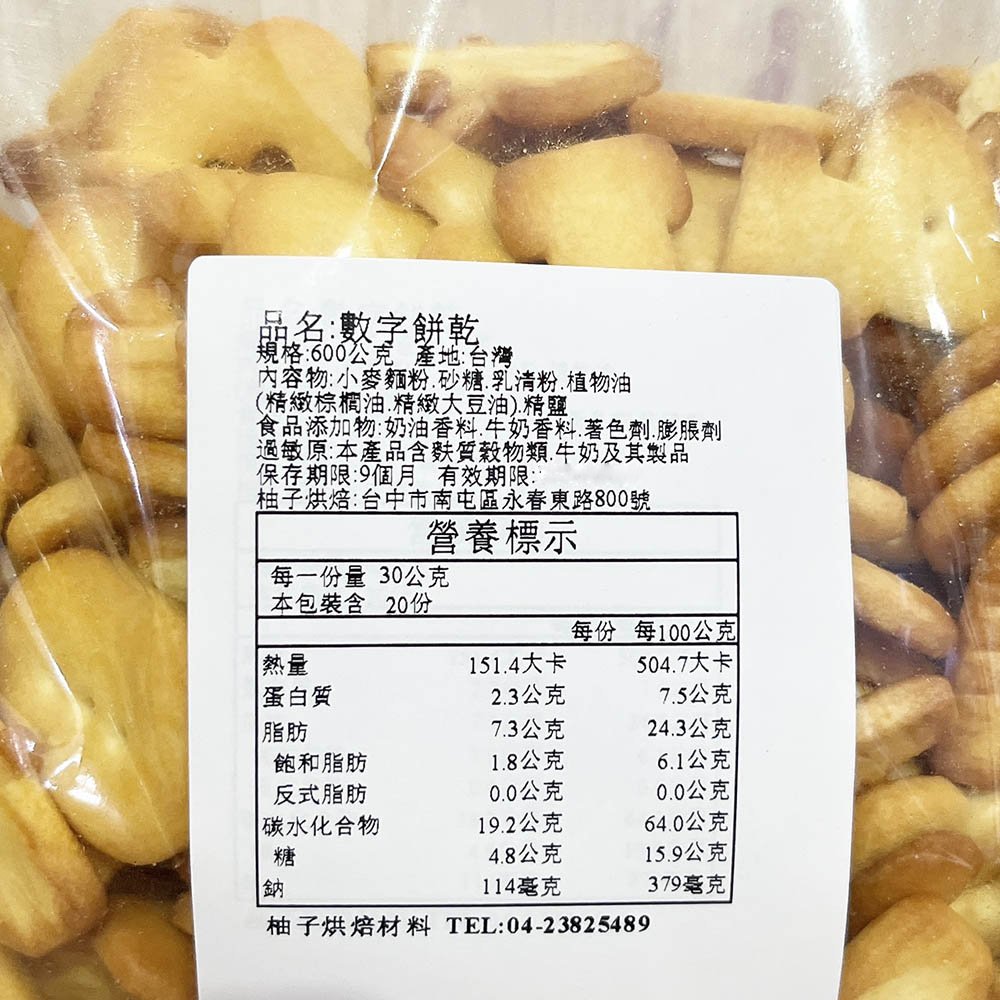 品名:數字餅乾
規格:600公克 產地:台灣
內容物:小麥麵粉.砂糖.乳清粉.植物油
(精緻棕櫚油.精緻大豆油).精鹽
食品添加物:奶油香料.牛奶香料.著色劑.膨脹劑
過敏原:本產品含麩質穀物類.牛奶及其製品
保存期限:9個月 有效期限:
柚子烘焙:台中市南屯區永春東路800號
營養標示
每一份量 30公克
本包裝含 20份
每份 每100公克
熱量 151.4大卡 504.7大卡
蛋白質 2.3公克 7.5公克
脂肪 7.3公克 24.3公克
飽和脂肪 1.8公克 6.1公克
反式脂肪 0.0公克 0.0公克
碳水化合物 19.2公克 64.0公克
糖 4.8公克 15.9公克
鈉 114毫克 379毫克
柚子烘焙材料 TEL:04-23825489